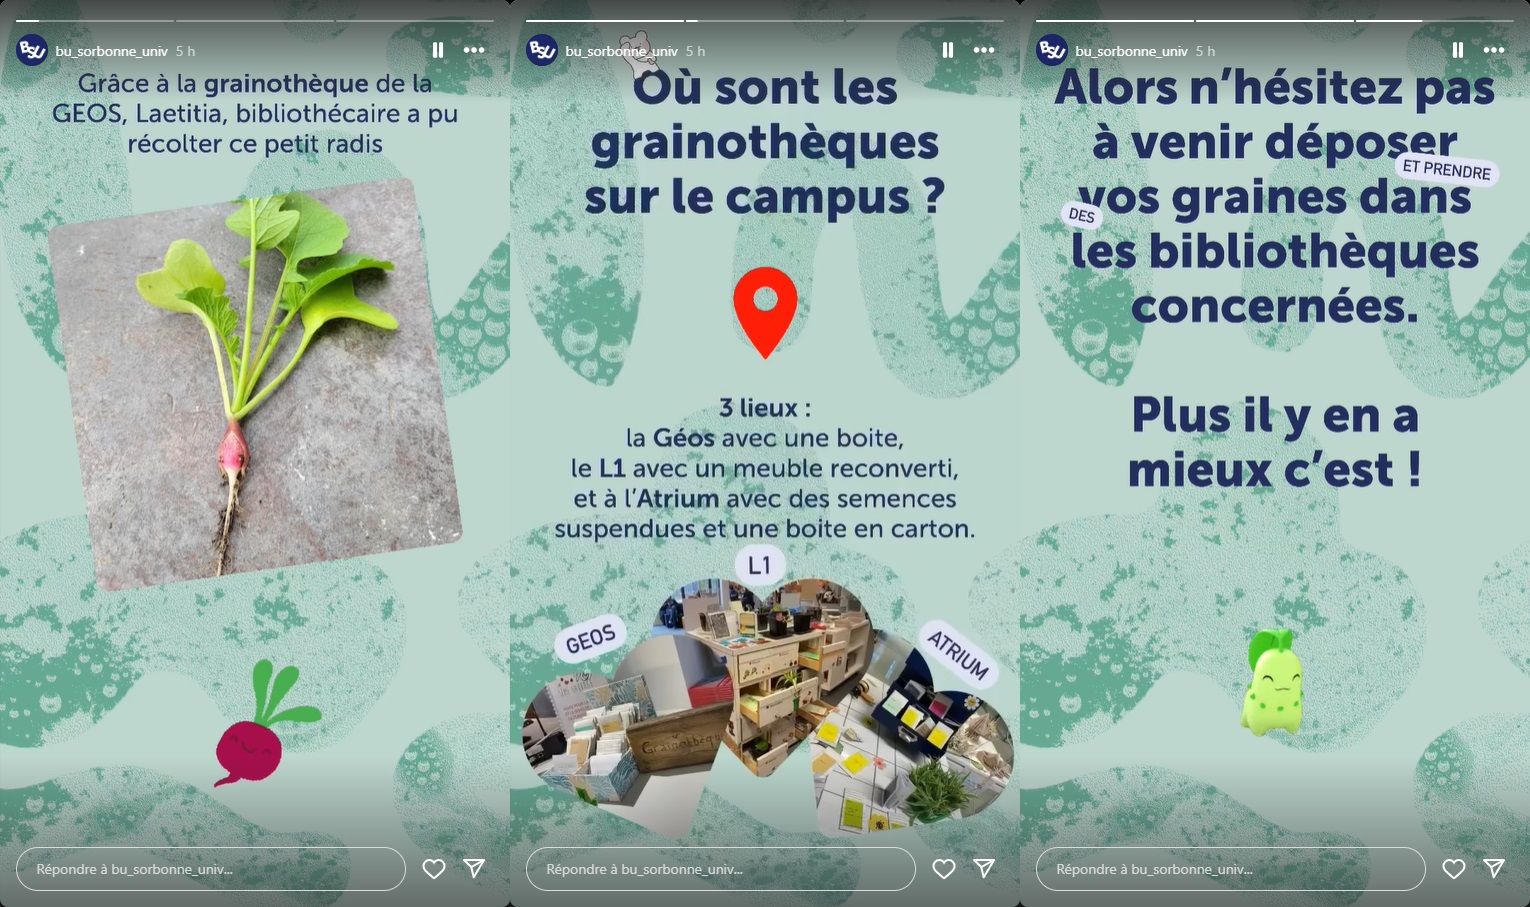 BSU bu_sorbonne_univ 5 h
Grâce à la grainothèque de la
GEOS, Laetitia, bibliothécaire a pu
récolter ce petit radis
Répondre à bu_sorbonne_univ...
BSU bu_sorbonne_univ 5 h
Où sont les
grainothèques
sur le campus ?
3 lieux :
la Géos avec une boite,
le L1 avec un meuble reconverti,
et à l’Atrium avec des semences
suspendues et une boite en carton.
L1
GEOS
ATRIUM
Grainothèque
Répondre à bu_sorbonne_univ...
BSU bu_sorbonne_univ 5 h
Alors n’hésitez pas
à venir déposer
ET PRENDRE
vos graines dans
DES
les bibliothèques
concernées.
Plus il y en a
mieux c’est !
Répondre à bu_sorbonne_univ...